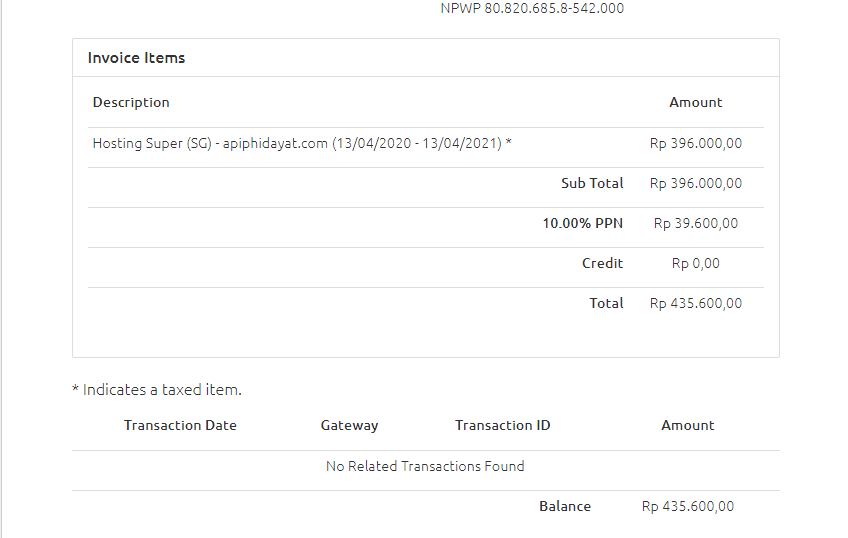 NPWP 80.820.685.8-542.000
Invoice Items
Description Amount
Hosting Super (SG) - apiphidayat.com (13/04/2020 - 13/04/2021) * Rp 396.000,00
Sub Total Rp 396.000,00
10.00% PPN Rp 39.600,00
Credit Rp 0,00
Total Rp 435.600,00
* Indicates a taxed item.
Transaction Date Gateway Transaction ID Amount
No Related Transactions Found
Balance Rp 435.600,00